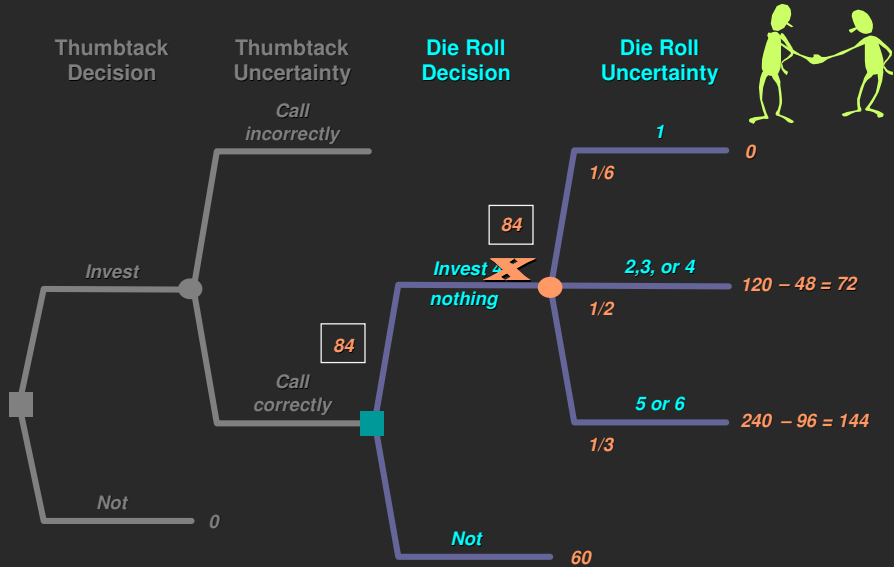 Thumbtack
Decision
Thumbtack
Uncertainty
Die Roll
Decision
Die Roll
Uncertainty
Call
incorrectly
1
0
1/6
84
Invest
Invest
nothing
2,3, or 4
120 – 48 = 72
1/2
84
Call
correctly
5 or 6
240 – 96 = 144
1/3
Not
0
Not
60